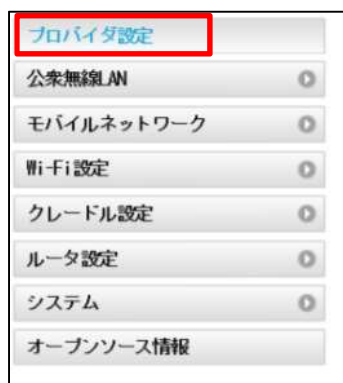 プロバイダ設定
公衆無線LAN
モバイルネットワーク
Wi-Fi設定
クレードル設定
ルータ設定
システム
オープンソース情報